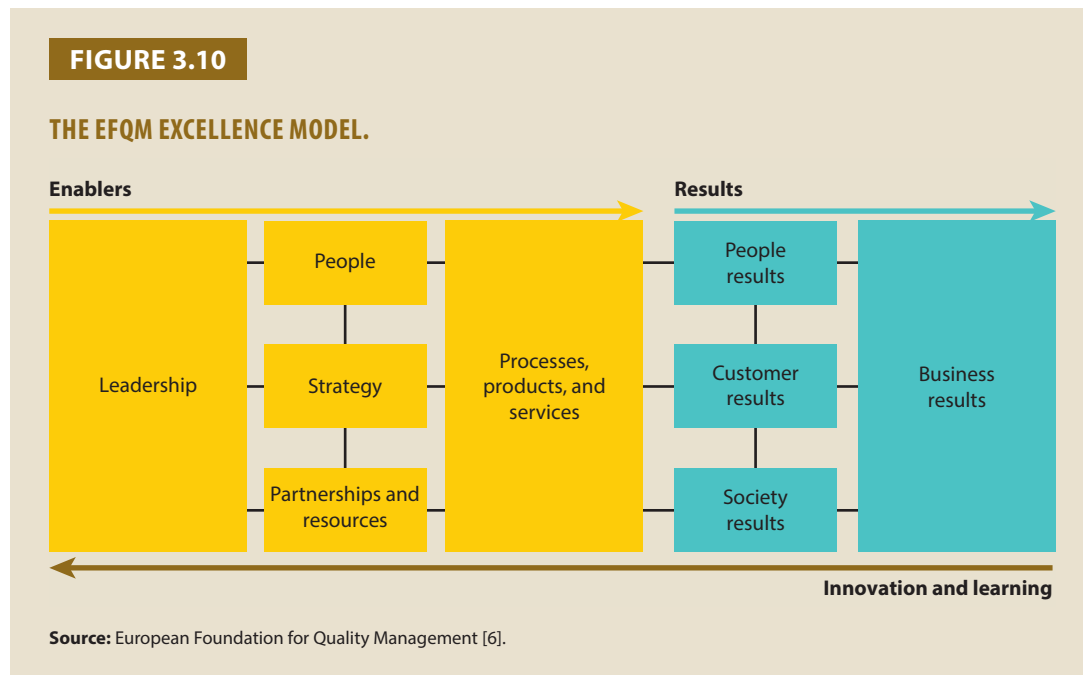 FIGURE 3.10
THE EFQM EXCELLENCE MODEL.
Enablers
Results
Leadership
People
Strategy
Partnerships and
resources
Processes,
products, and
services
People
results
Customer
results
Society
results
Business
results
Innovation and learning
Source: European Foundation for Quality Management [6].